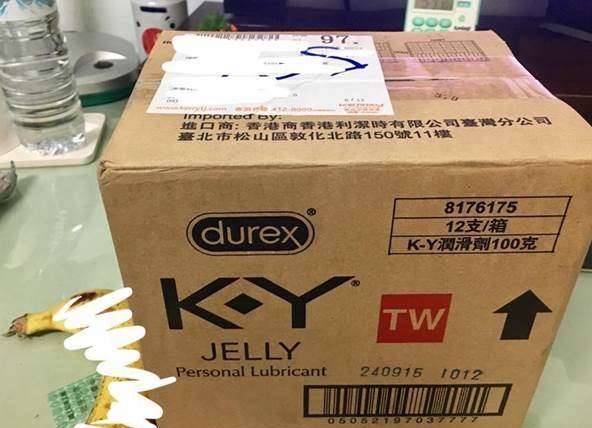 97.
412-8909
Imported By:
進口商: 香港商香港利潔時有限公司臺灣分公司
臺北市松山區敦化北路150號11樓
durex®
8176175
12支/箱
K-Y潤滑劑100克
K-Y®
TW
JELLY
Personal Lubricant
240915 1012
05052197037777